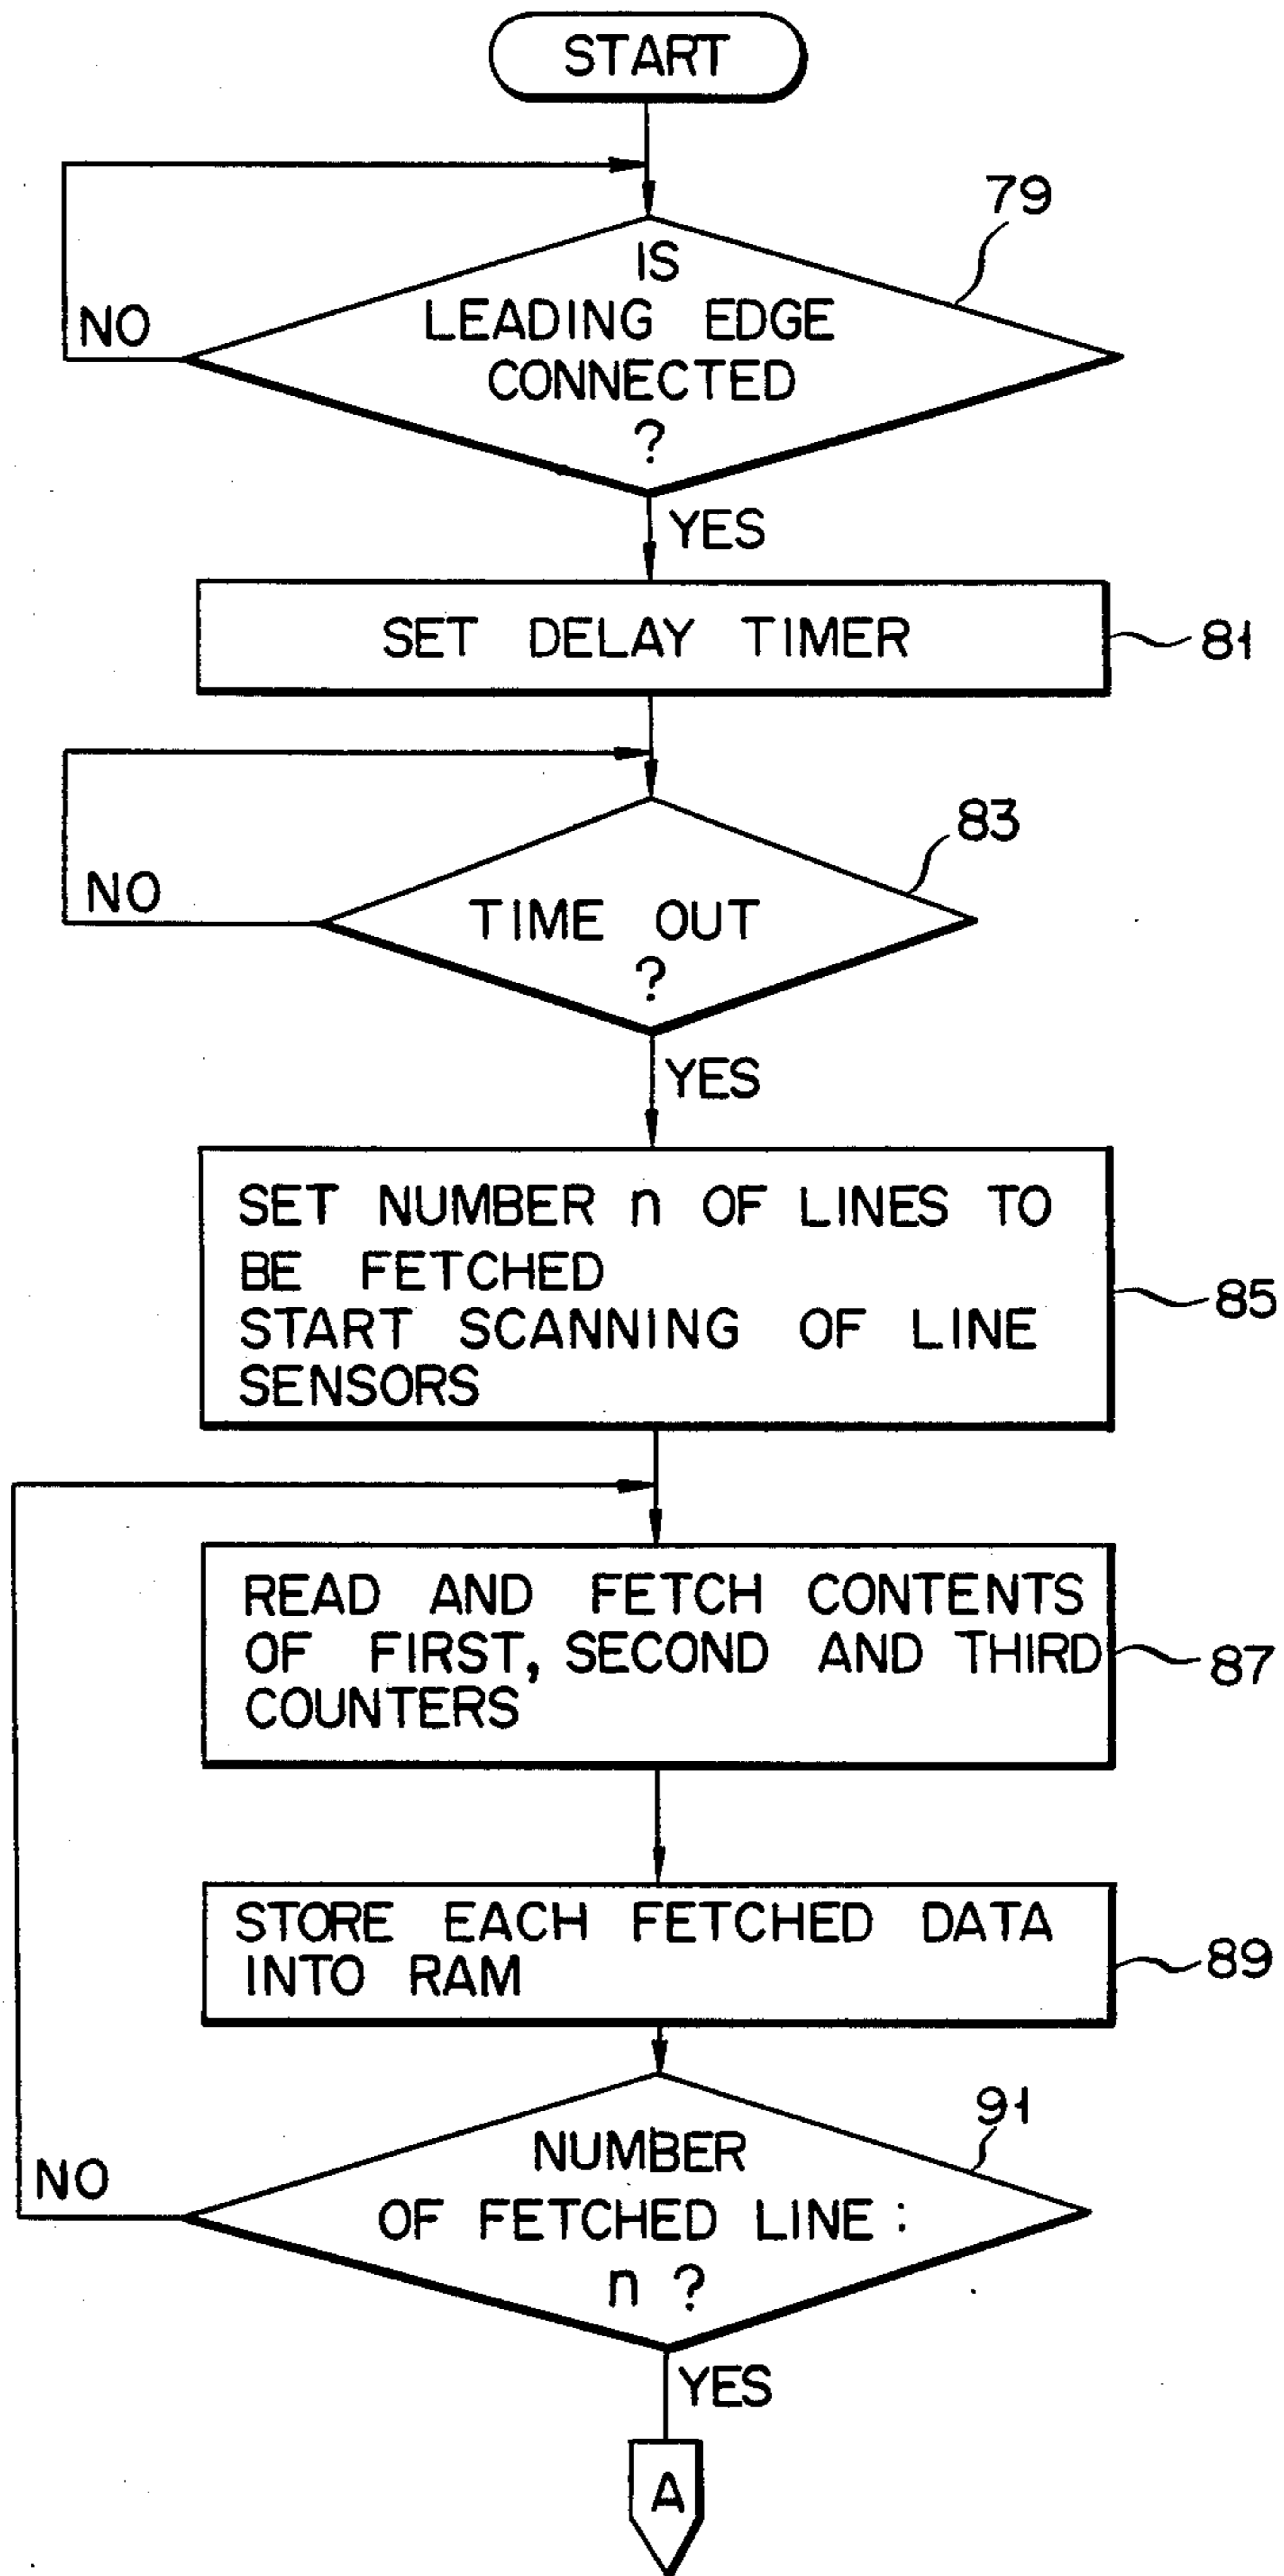 START
79
IS
LEADING EDGE
CONNECTED
?
NO
YES
SET DELAY TIMER
81
83
NO
TIME OUT
?
YES
SET NUMBER n OF LINES TO
BE FETCHED
START SCANNING OF LINE
SENSORS
85
READ AND FETCH CONTENTS
OF FIRST, SECOND AND THIRD
COUNTERS
87
STORE EACH FETCHED DATA
INTO RAM
89
91
NUMBER
NO
OF FETCHED LINE :
n ?
YES
A